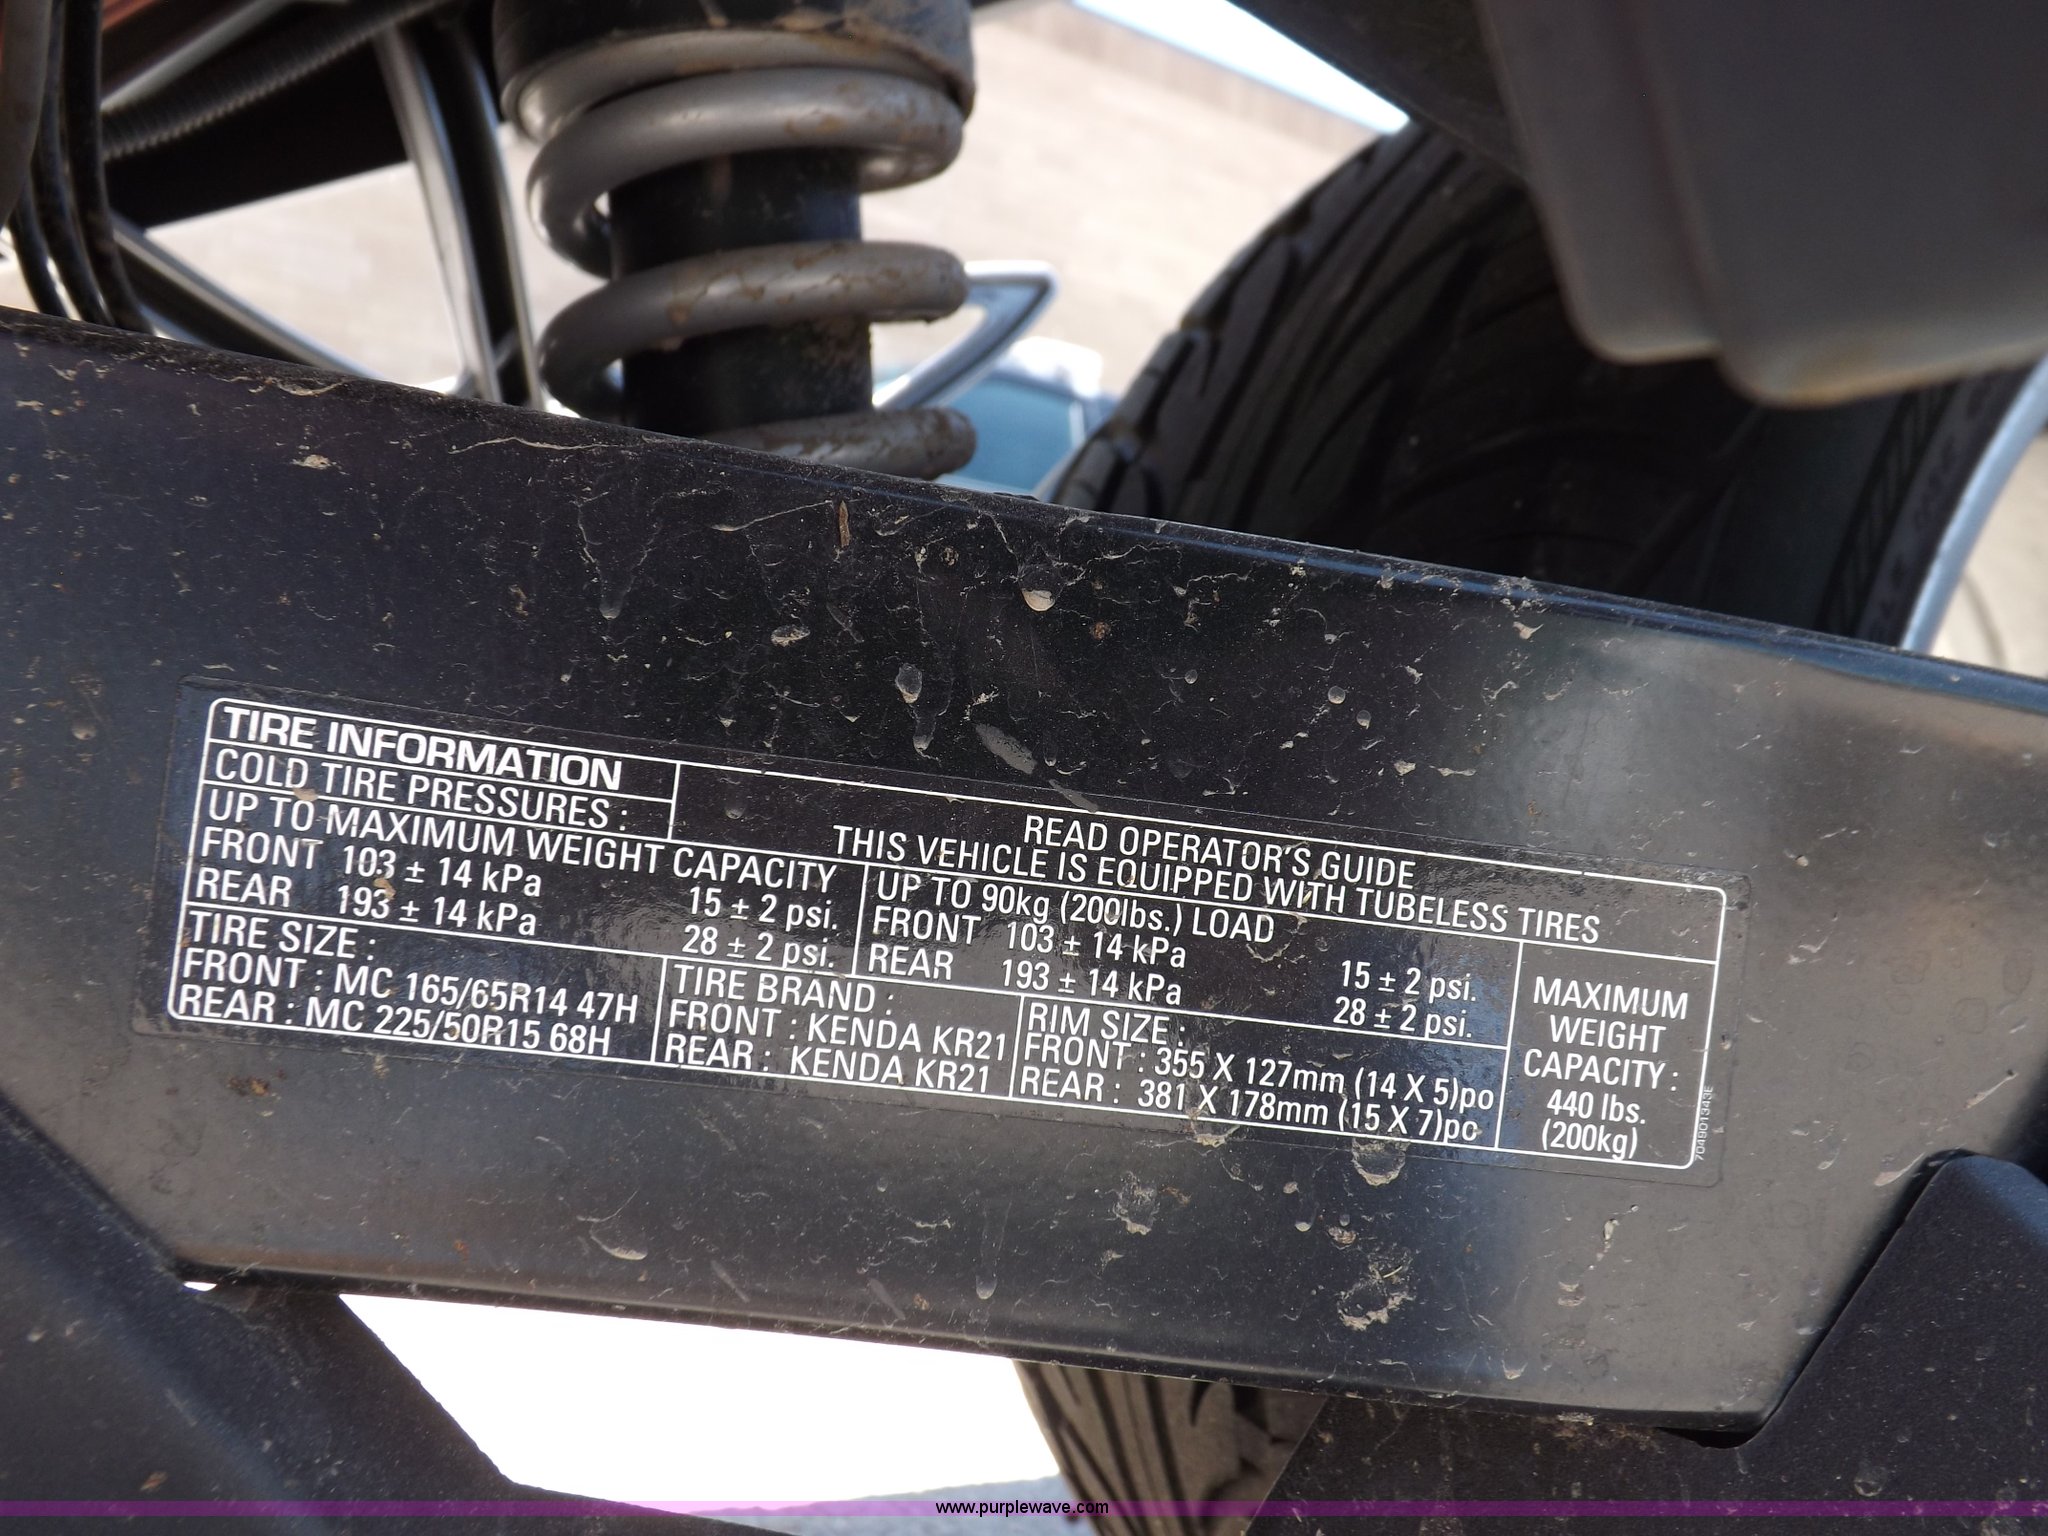 TIRE INFORMATION
COLD TIRE PRESSURES :
READ OPERATOR'S GUIDE
THIS VEHICLE IS EQUIPPED WITH TUBELESS TIRES
UP TO MAXIMUM WEIGHT CAPACITY
FRONT 103 ± 14 kPa 15 ± 2 psi.
REAR 193 ± 14 kPa 28 ± 2 psi.
UP TO 90kg (200lbs.) LOAD
FRONT 103 ± 14 kPa 15 ± 2 psi.
REAR 193 ± 14 kPa 28 ± 2 psi.
TIRE SIZE :
FRONT : MC 165/65R14 47H
REAR : MC 225/50R15 68H
TIRE BRAND :
FRONT : KENDA KR21
REAR : KENDA KR21
RIM SIZE :
FRONT : 355 X 127mm (14 X 5)po
REAR : 381 X 178mm (15 X 7)pc
MAXIMUM
WEIGHT
CAPACITY :
440 lbs.
(200kg)
704901343E
www.purplewave.com